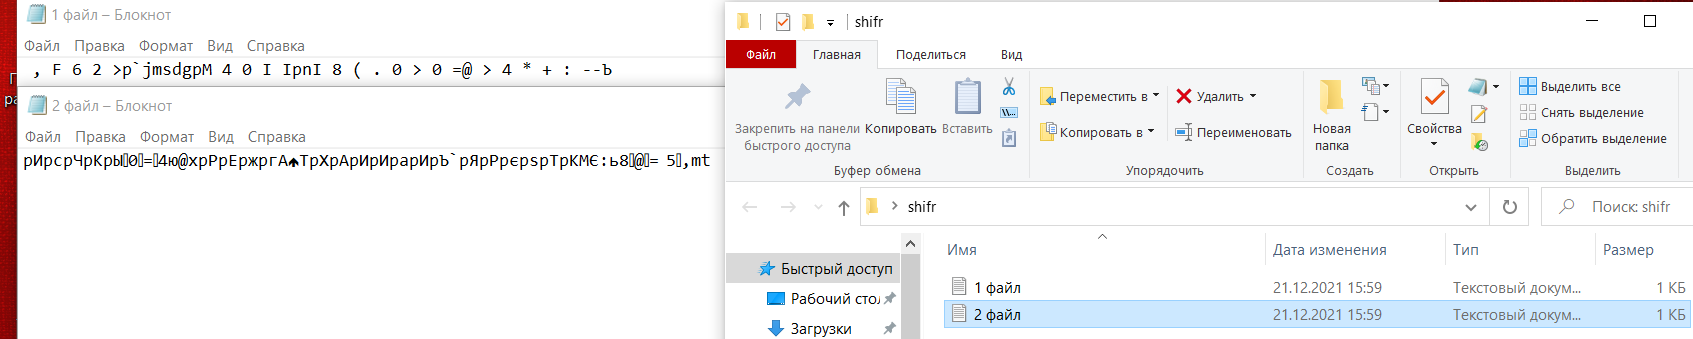 1 файл – Блокнот
Файл Правка Формат Вид Справка
, F 6 2 >p`jmsdgpM 4 0 I IpnI 8 ( . 0 > 0 =@ > 4 * + : --Ъ
2 файл – Блокнот
Файл Правка Формат Вид Справка
shifr
Файл Главная Поделиться Вид
Закрепить на панели быстрого доступа
Копировать
Вставить
Буфер обмена
Переместить в
Копировать в
Удалить
Переименовать
Упорядочить
Новая папка
Создать
Свойства
Открыть
Выделить все
Снять выделение
Обратить выделение
Выделить
shifr
Поиск: shifr
Быстрый доступ
Рабочий
Загрузки
Имя Дата изменения Тип Размер
1 файл 21.12.2021 15:59 Текстовый докум... 1 КБ
2 файл 21.12.2021 15:59 Текстовый докум... 1 КБ